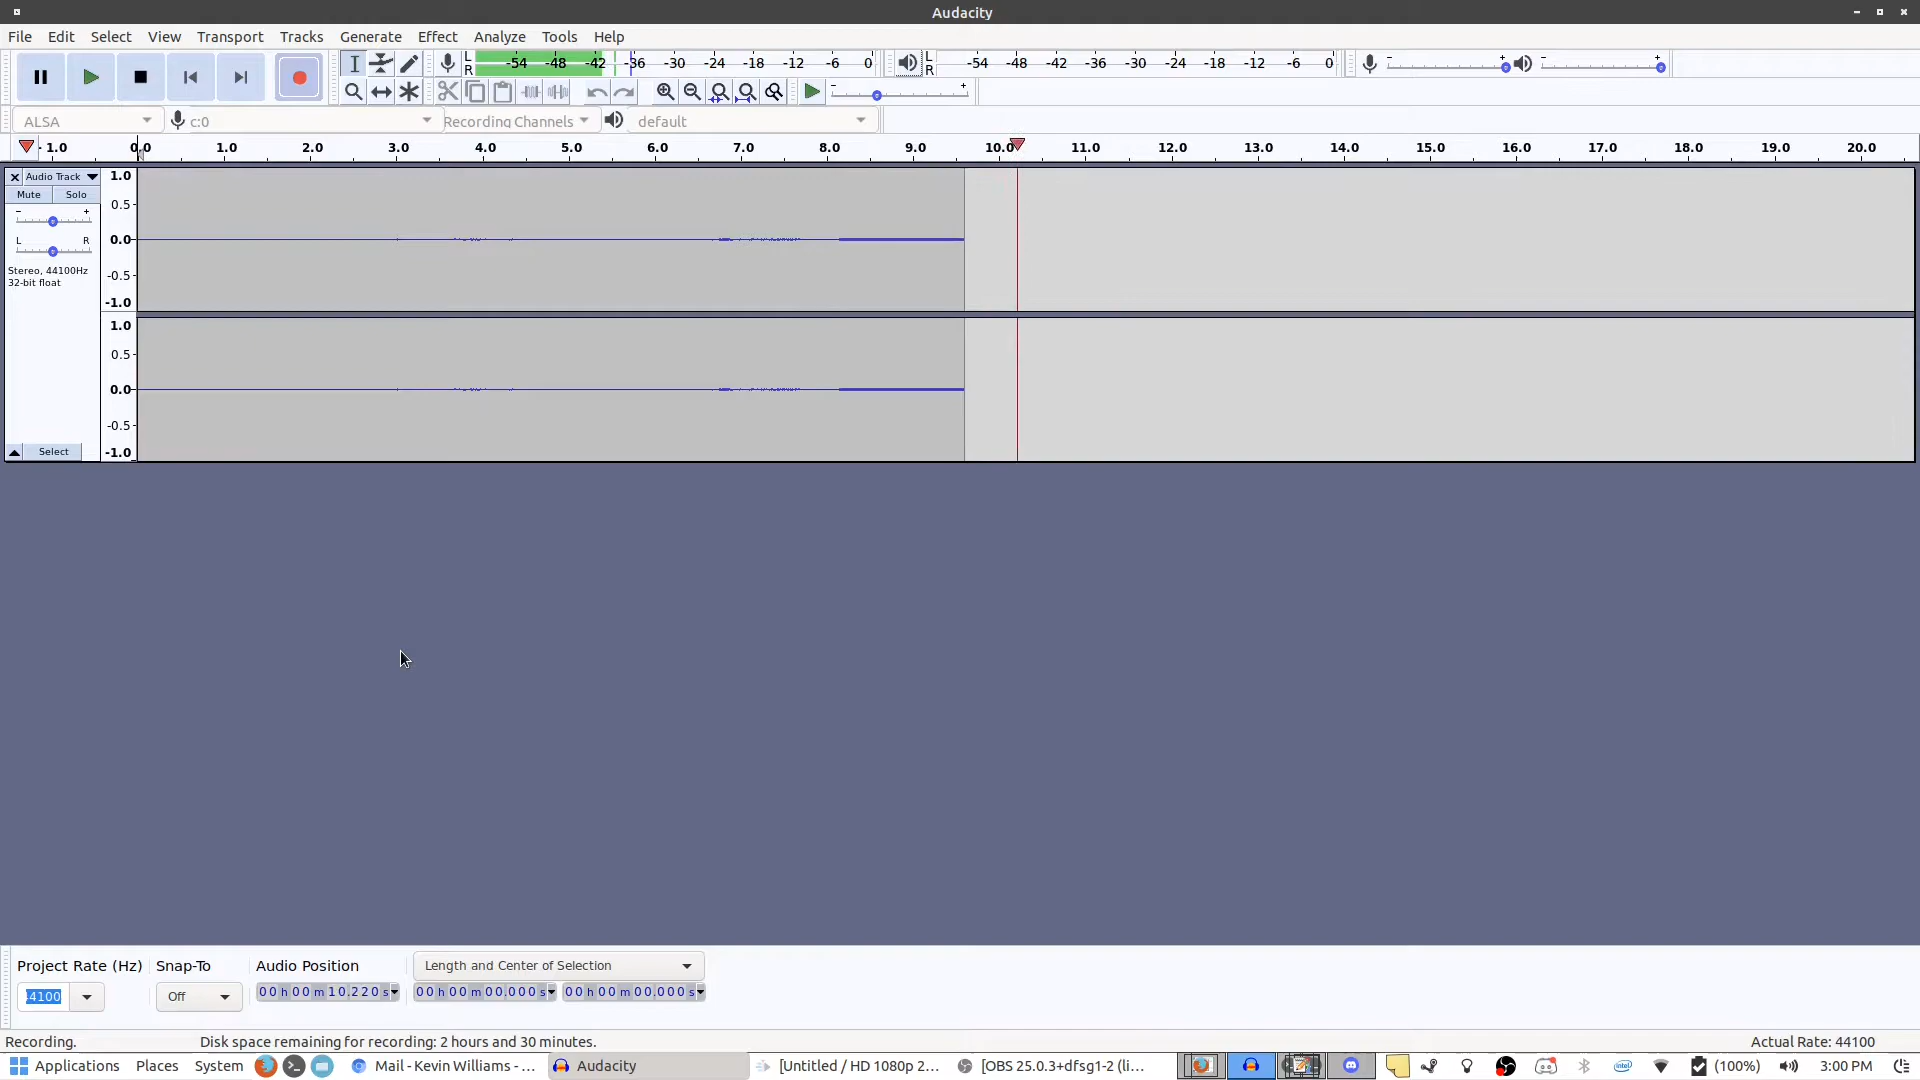 Audacity
File Edit Select View Transport Tracks Generate Effect Analyze Tools Help
L -54 -48 -42 -36 -30 -24 -18 -12 -6 0 L -54 -48 -42 -36 -30 -24 -18 -12 -6 0 - + - +
R R
- +
ALSA c:0 Recording Channels default
- 1.0 0.0 1.0 2.0 3.0 4.0 5.0 6.0 7.0 8.0 9.0 10.0 11.0 12.0 13.0 14.0 15.0 16.0 17.0 18.0 19.0 20.0
Audio Track 1.0
Mute Solo 0.5
- +
L R 0.0
Stereo, 44100Hz -0.5
32-bit float
-1.0
1.0
0.5
0.0
-0.5
Select -1.0
Project Rate (Hz) Snap-To Audio Position Length and Center of Selection
44100 Off 00 h 00 m 10.220 s 00 h 00 m 00.000 s 00 h 00 m 00.000 s
Recording. Disk space remaining for recording: 2 hours and 30 minutes. Actual Rate: 44100
Applications Places System Mail - Kevin Williams - ... Audacity [Untitled / HD 1080p 2... [OBS 25.0.3+dfsg1-2 (li... intel (100%) 3:00 PM